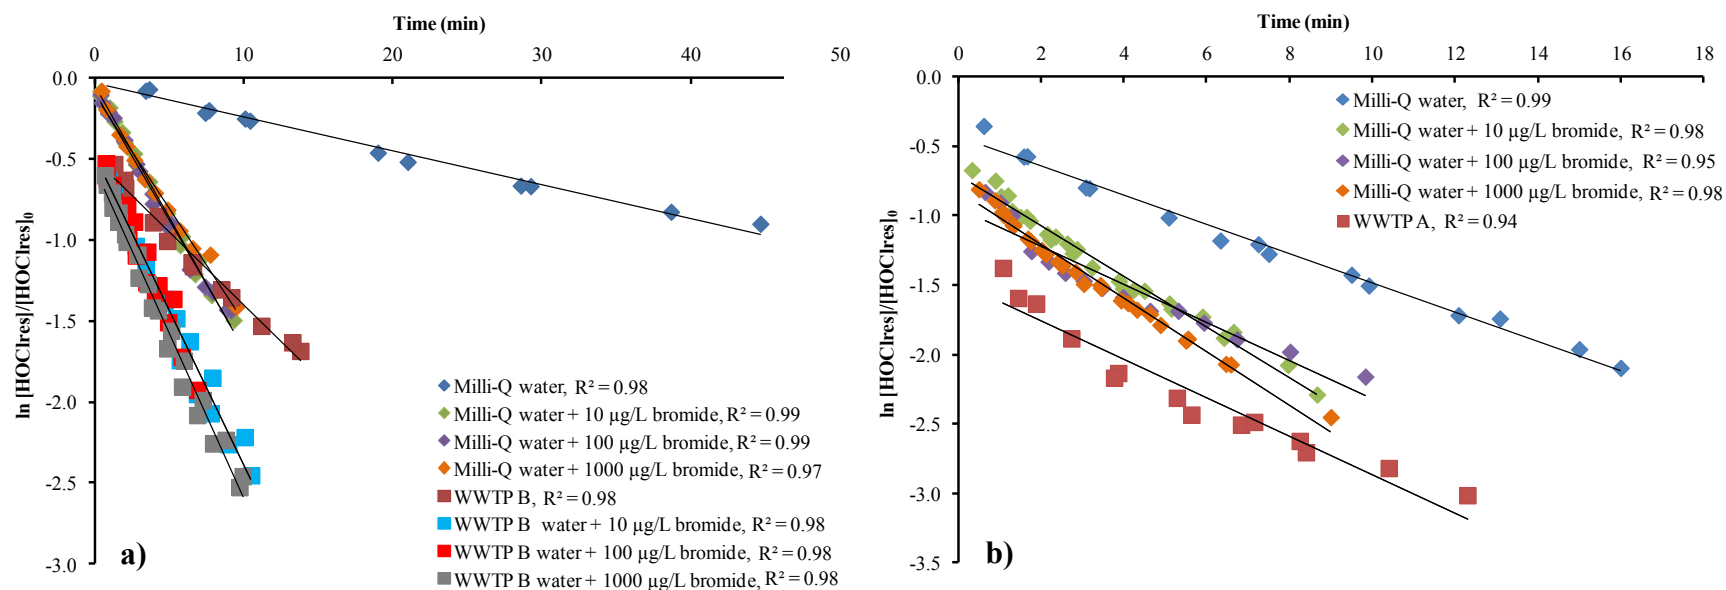 Time (min)
0 10 20 30 40 50
0.0
-0.5
-1.0
-1.5
-2.0
-2.5
-3.0
ln [HOClres]/[HOClres]0
Milli-Q water, R² = 0.98
Milli-Q water + 10 µg/L bromide, R² = 0.99
Milli-Q water + 100 µg/L bromide, R² = 0.99
Milli-Q water + 1000 µg/L bromide, R² = 0.97
WWTP B, R² = 0.98
WWTP B water + 10 µg/L bromide, R² = 0.98
WWTP B water + 100 µg/L bromide, R² = 0.98
WWTP B water + 1000 µg/L bromide, R² = 0.98
a)
Time (min)
0 2 4 6 8 10 12 14 16 18
0.0
-0.5
-1.0
-1.5
-2.0
-2.5
-3.0
-3.5
ln [HOClres]/[HOClres]0
Milli-Q water, R² = 0.99
Milli-Q water + 10 µg/L bromide, R² = 0.98
Milli-Q water + 100 µg/L bromide, R² = 0.95
Milli-Q water + 1000 µg/L bromide, R² = 0.98
WWTP A, R² = 0.94
b)